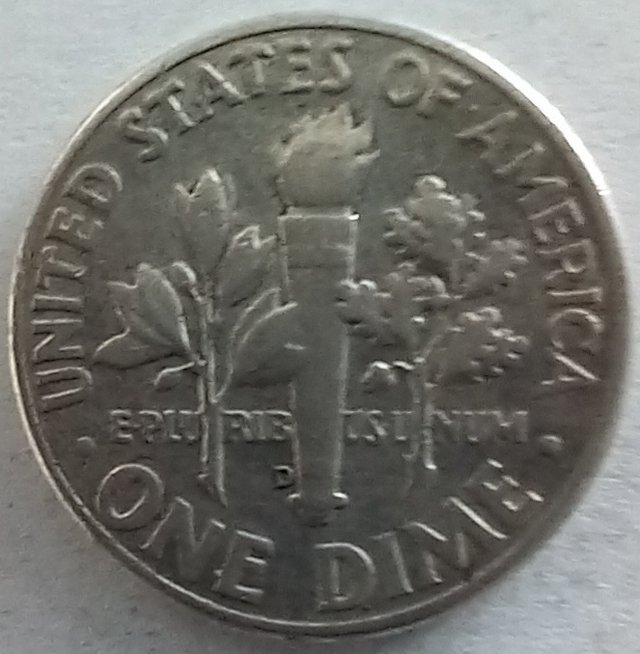 UNITED STATES OF AMERICA
E·PLURIBUS·UNUM
D
ONE DIME